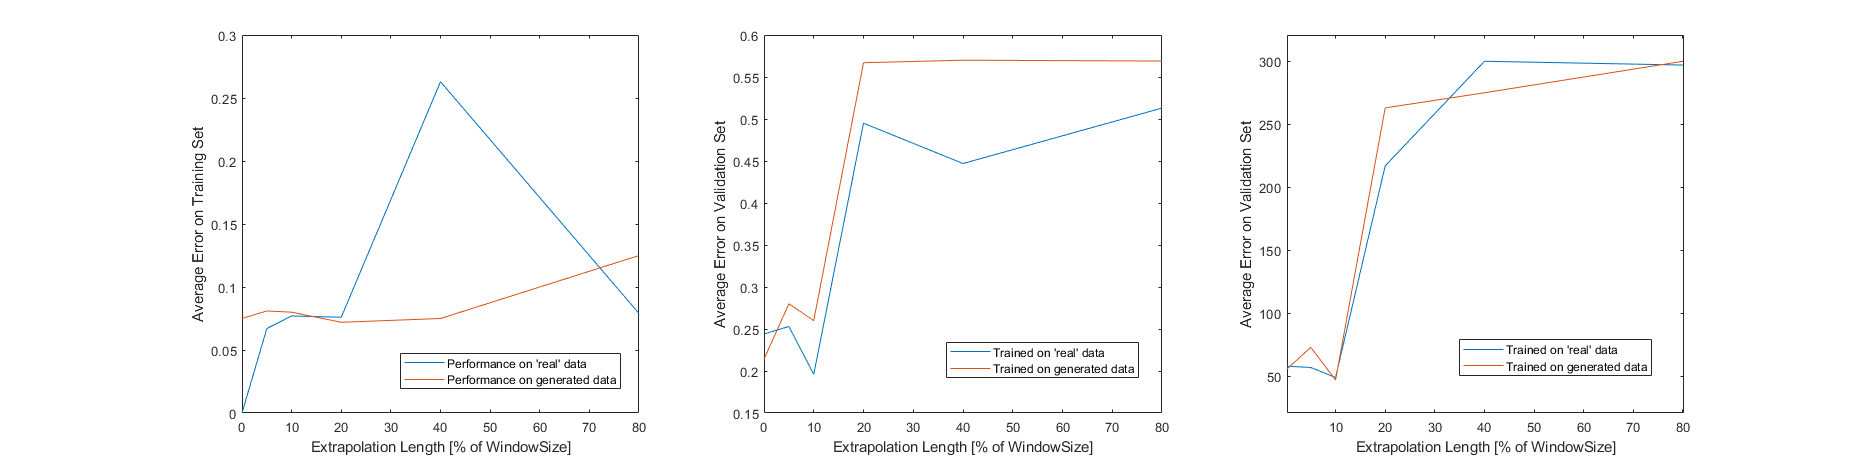 0.3
0.25
0.2
0.15
0.1
0.05
0
Average Error on Training Set
0 10 20 30 40 50 60 70 80
Extrapolation Length [% of WindowSize]
Performance on 'real' data
Performance on generated data
0.6
0.55
0.5
0.45
0.4
0.35
0.3
0.25
0.2
0.15
Average Error on Validation Set
0 10 20 30 40 50 60 70 80
Extrapolation Length [% of WindowSize]
Trained on 'real' data
Trained on generated data
300
250
200
150
100
50
Average Error on Validation Set
10 20 30 40 50 60 70 80
Extrapolation Length [% of WindowSize]
Trained on 'real' data
Trained on generated data